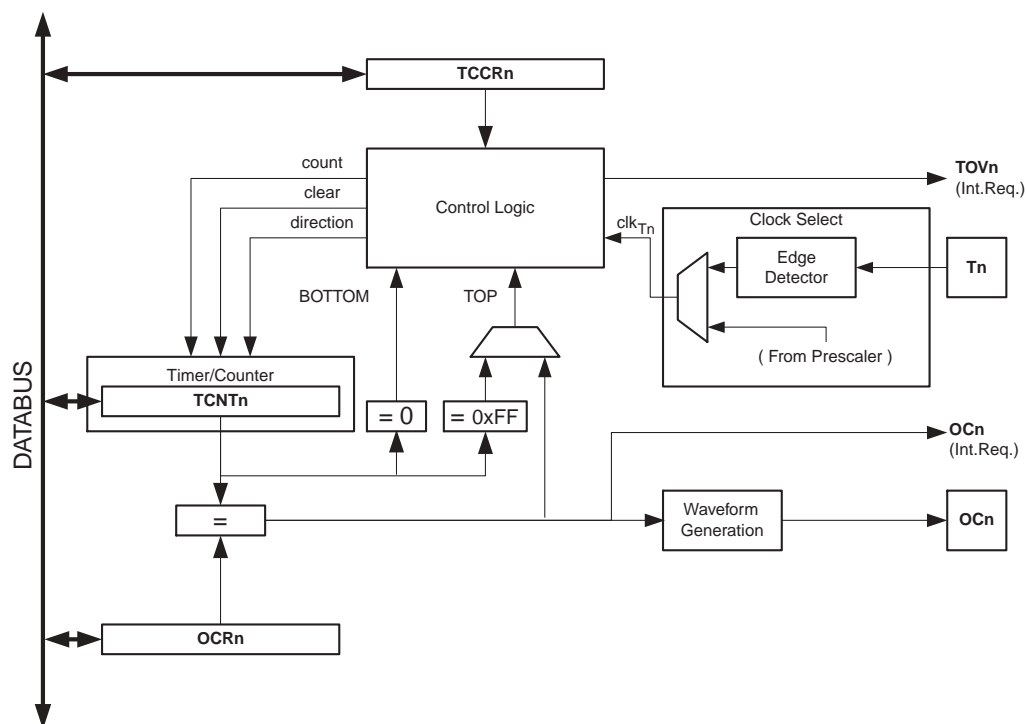 TCCRn
count
clear
direction
Control Logic
TOVn
(Int.Req.)
clkTn
Clock Select
Edge
Detector
Tn
( From Prescaler )
BOTTOM
TOP
Timer/Counter
TCNTn
= 0
= 0xFF
OCn
(Int.Req.)
=
Waveform
Generation
OCn
OCRn
DATABUS